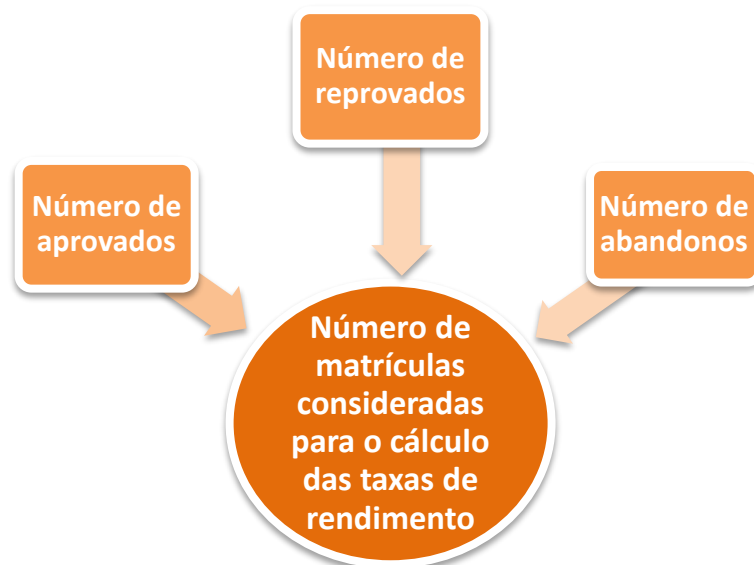 Número de
reprovados
Número de
aprovados
Número de
abandonos
Número de
matrículas
consideradas
para o cálculo
das taxas de
rendimento